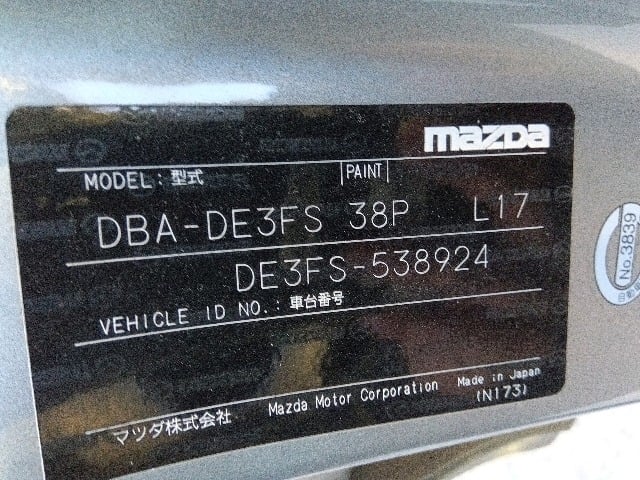 mazda
MODEL: 型式 PAINT
DBA-DE3FS 38P L17
DE3FS-538924
VEHICLE ID NO.: 車台番号
マツダ株式会社 Mazda Motor Corporation Made in Japan
(N173)
No.3839